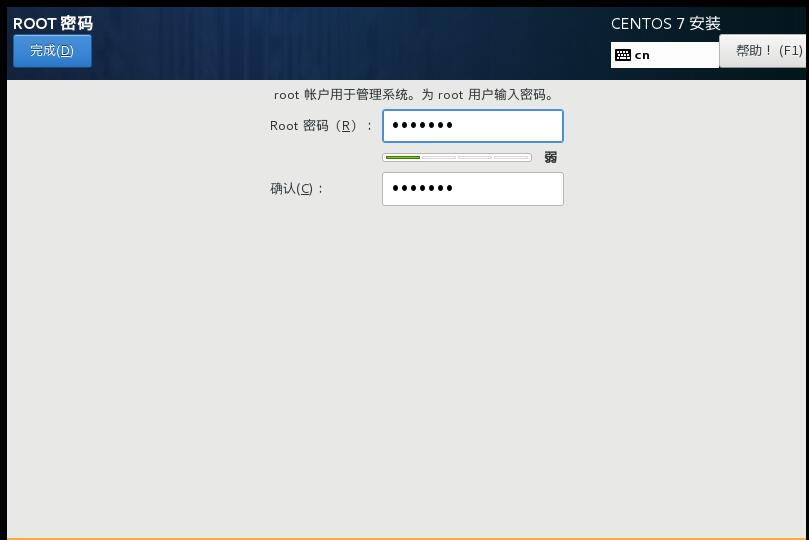 ROOT 密码
CENTOS 7 安装
完成(D)
cn
帮助！(F1)
root 帐户用于管理系统。为 root 用户输入密码。
Root 密码（R）：
•••••••
弱
确认(C)：
•••••••